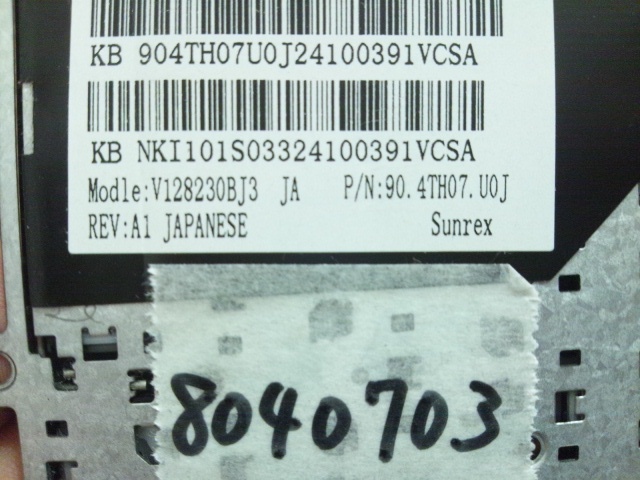 KB 904TH07U0J24100391VCSA
KB NKI101S03324100391VCSA
Modle:V128230BJ3 JA P/N:90.4TH07.U0J
REV:A1 JAPANESE Sunrex
8040703